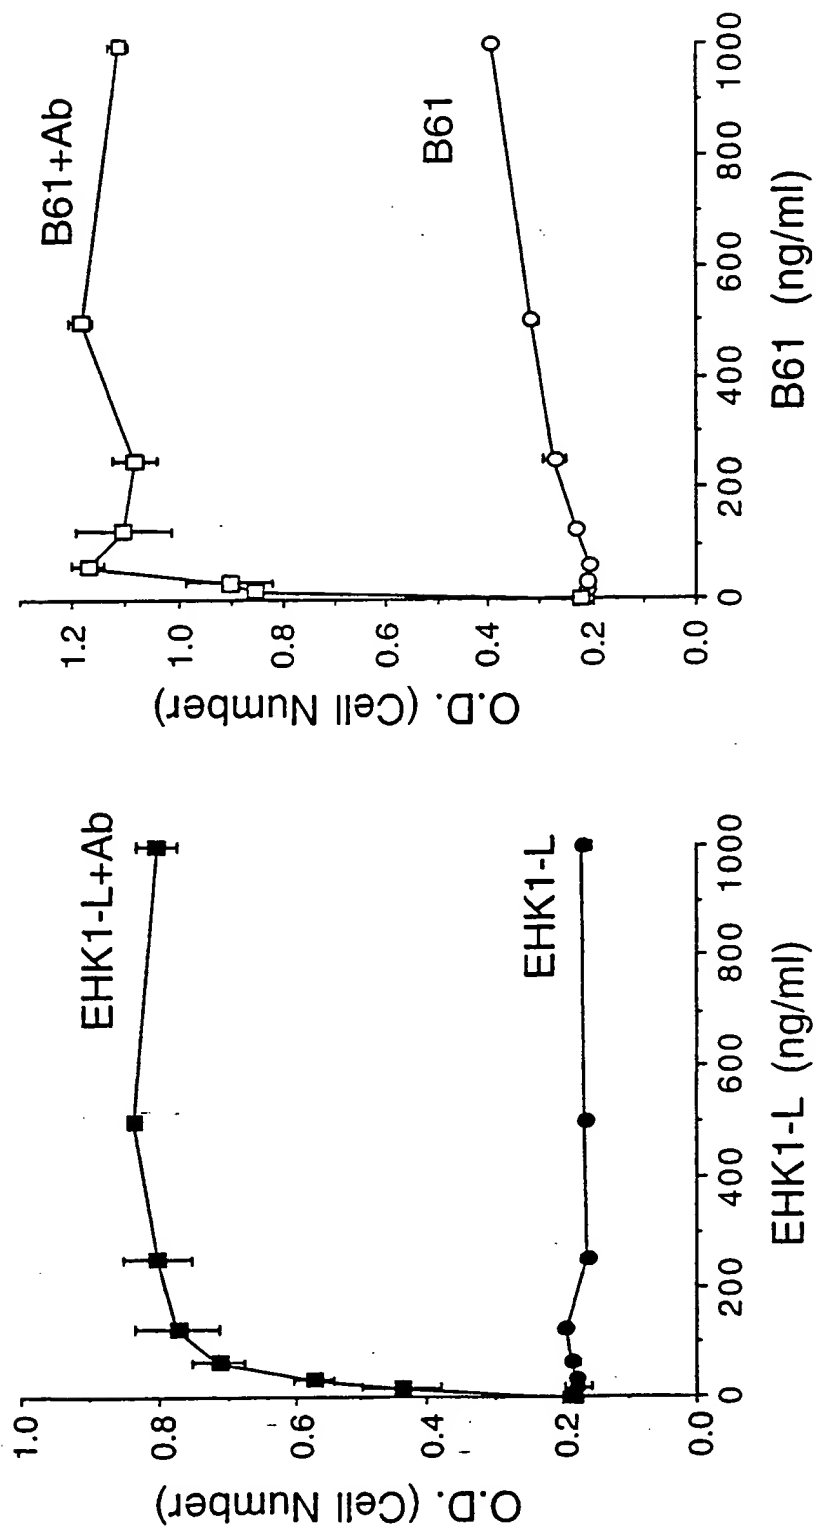 O.D. (Cell Number)
1.0
0.8
0.6
0.4
0.2
0.0
EHK1-L+Ab
EHK1-L
0 200 400 600 800 1000
EHK1-L (ng/ml)
O.D. (Cell Number)
1.2
1.0
0.8
0.6
0.4
0.2
0.0
B61+Ab
B61
0 200 400 600 800 1000
B61 (ng/ml)